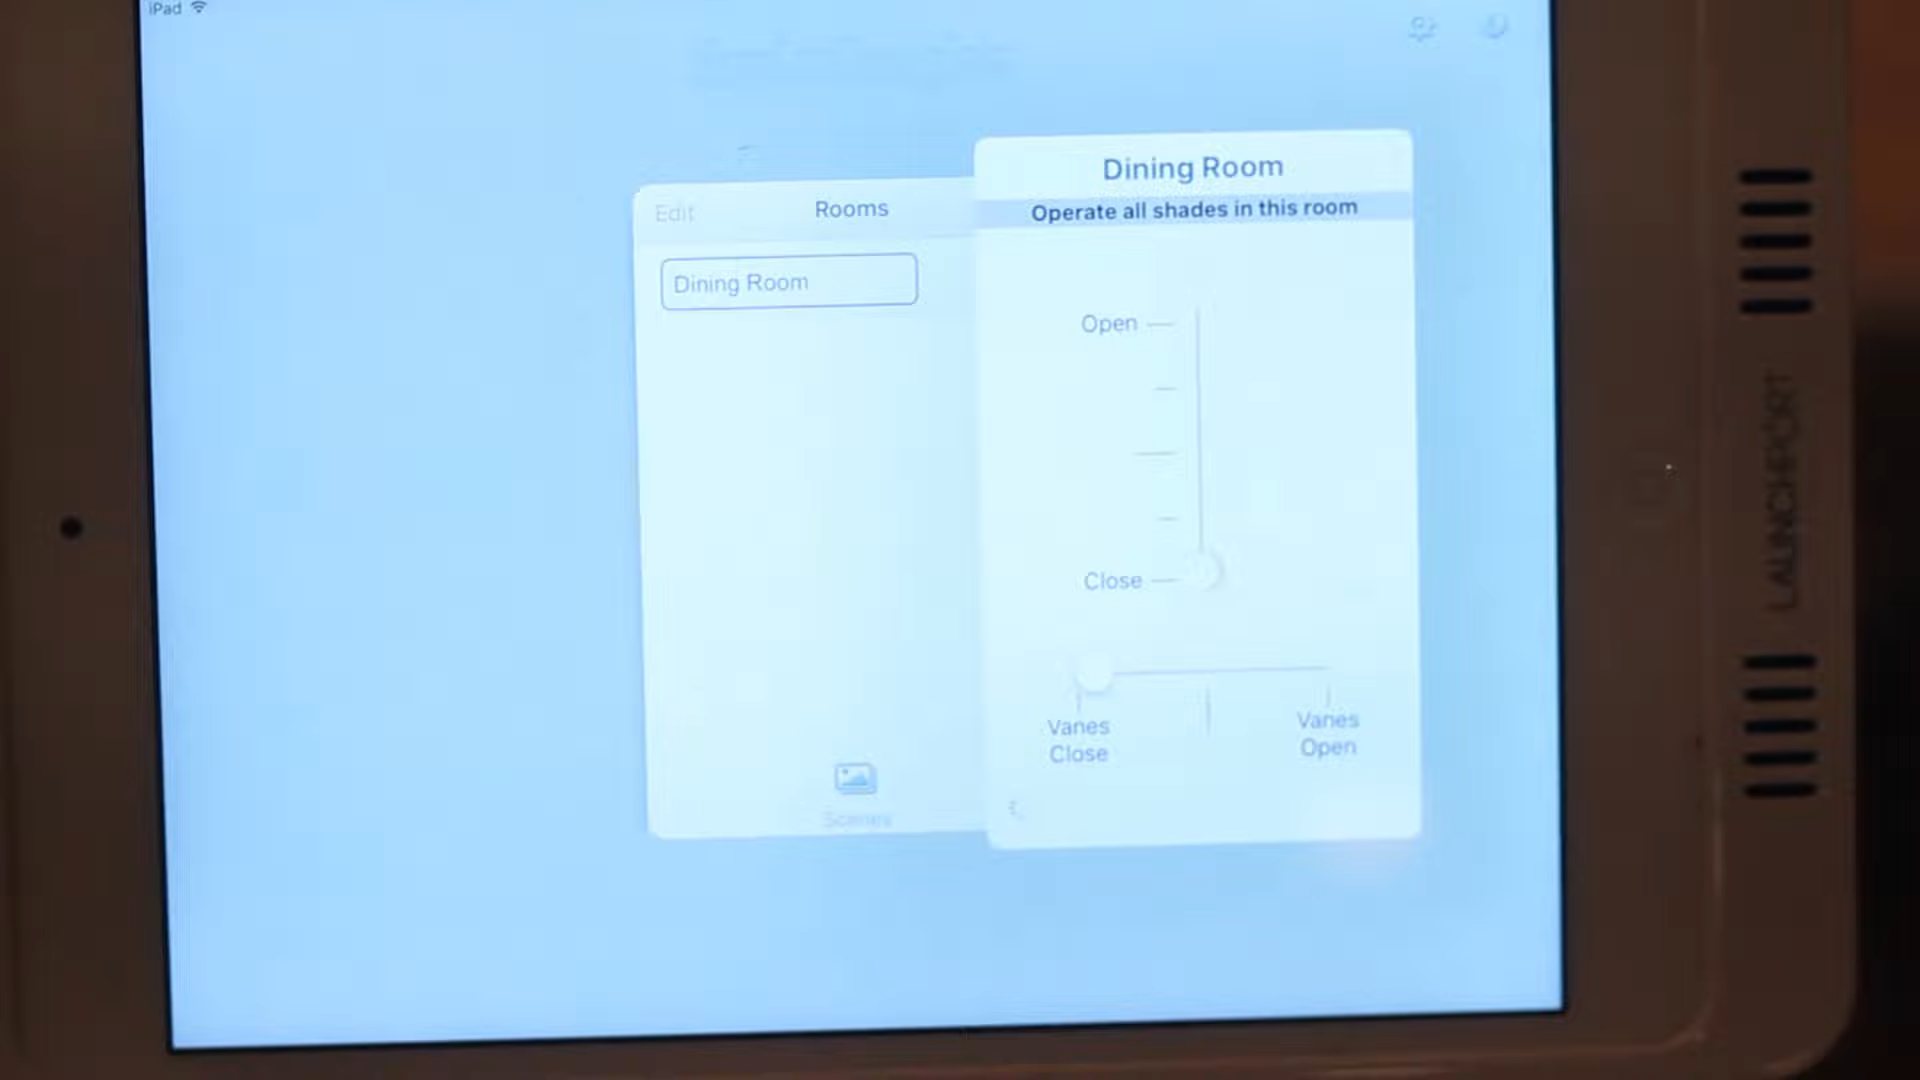 iPad
Edit
Rooms
Dining Room
Scenes
Dining Room
Operate all shades in this room
Open
Close
Vanes
Close
Vanes
Open
LAUNCHPORT